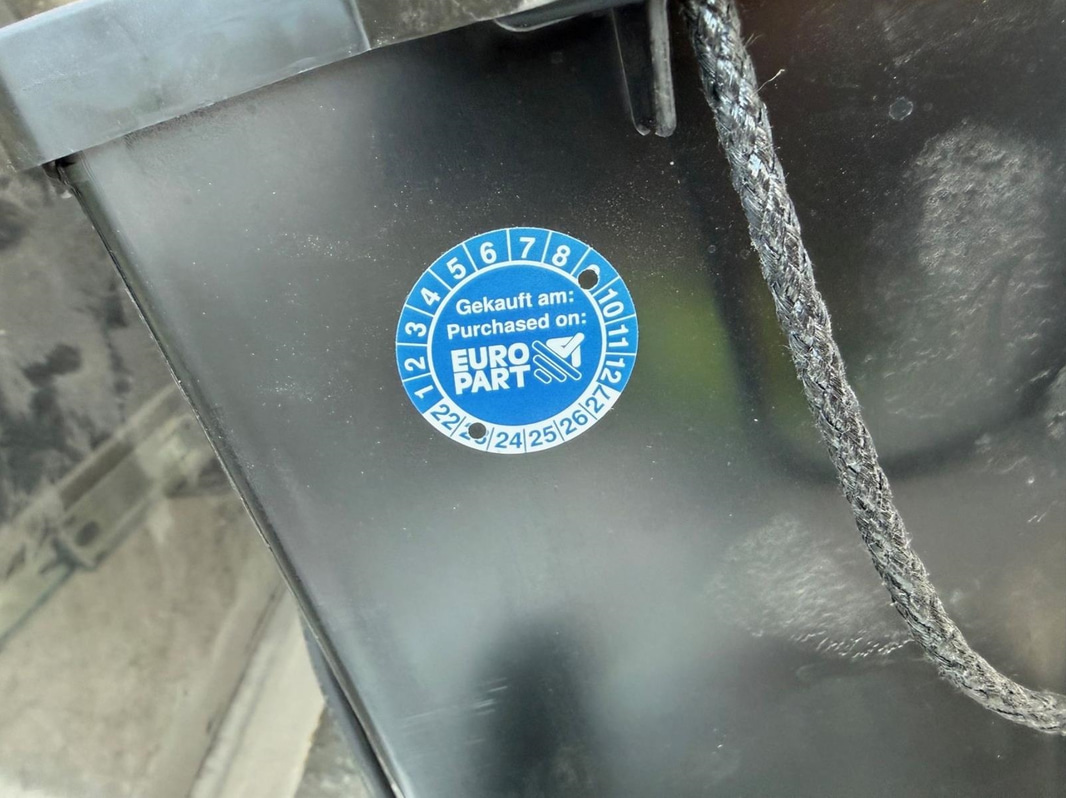 Gekauft am:
Purchased on:
EURO
PART
1 2 3 4 5 6 7 8 10 11 12
22 24 25 26 27